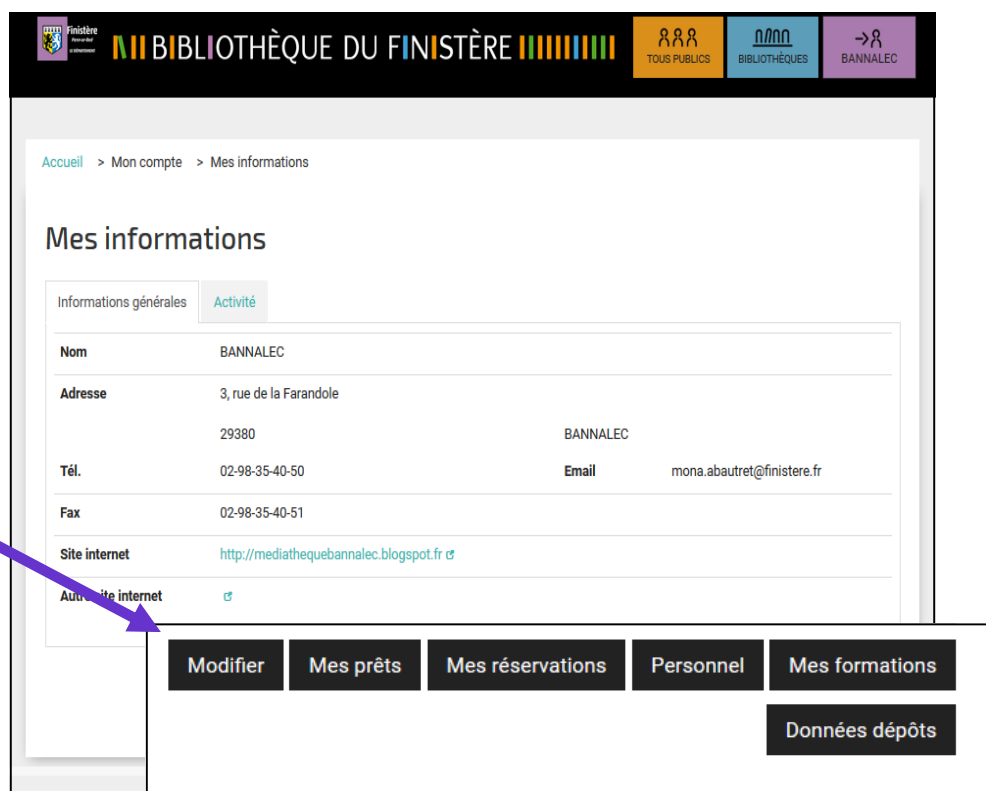 Finistère
BIBLIOTHÈQUE DU FINISTÈRE
TOUS PUBLICS
BIBLIOTHÈQUES
BANNALEC
Accueil > Mon compte > Mes informations
Mes informations
Informations générales Activité
Nom BANNALEC
Adresse 3, rue de la Farandole
29380 BANNALEC
Tél. 02-98-35-40-50 Email mona.abautret@finistere.fr
Fax 02-98-35-40-51
Site internet http://mediathequebannalec.blogspot.fr
Autre site internet
Modifier Mes prêts Mes réservations Personnel Mes formations
Données dépôts